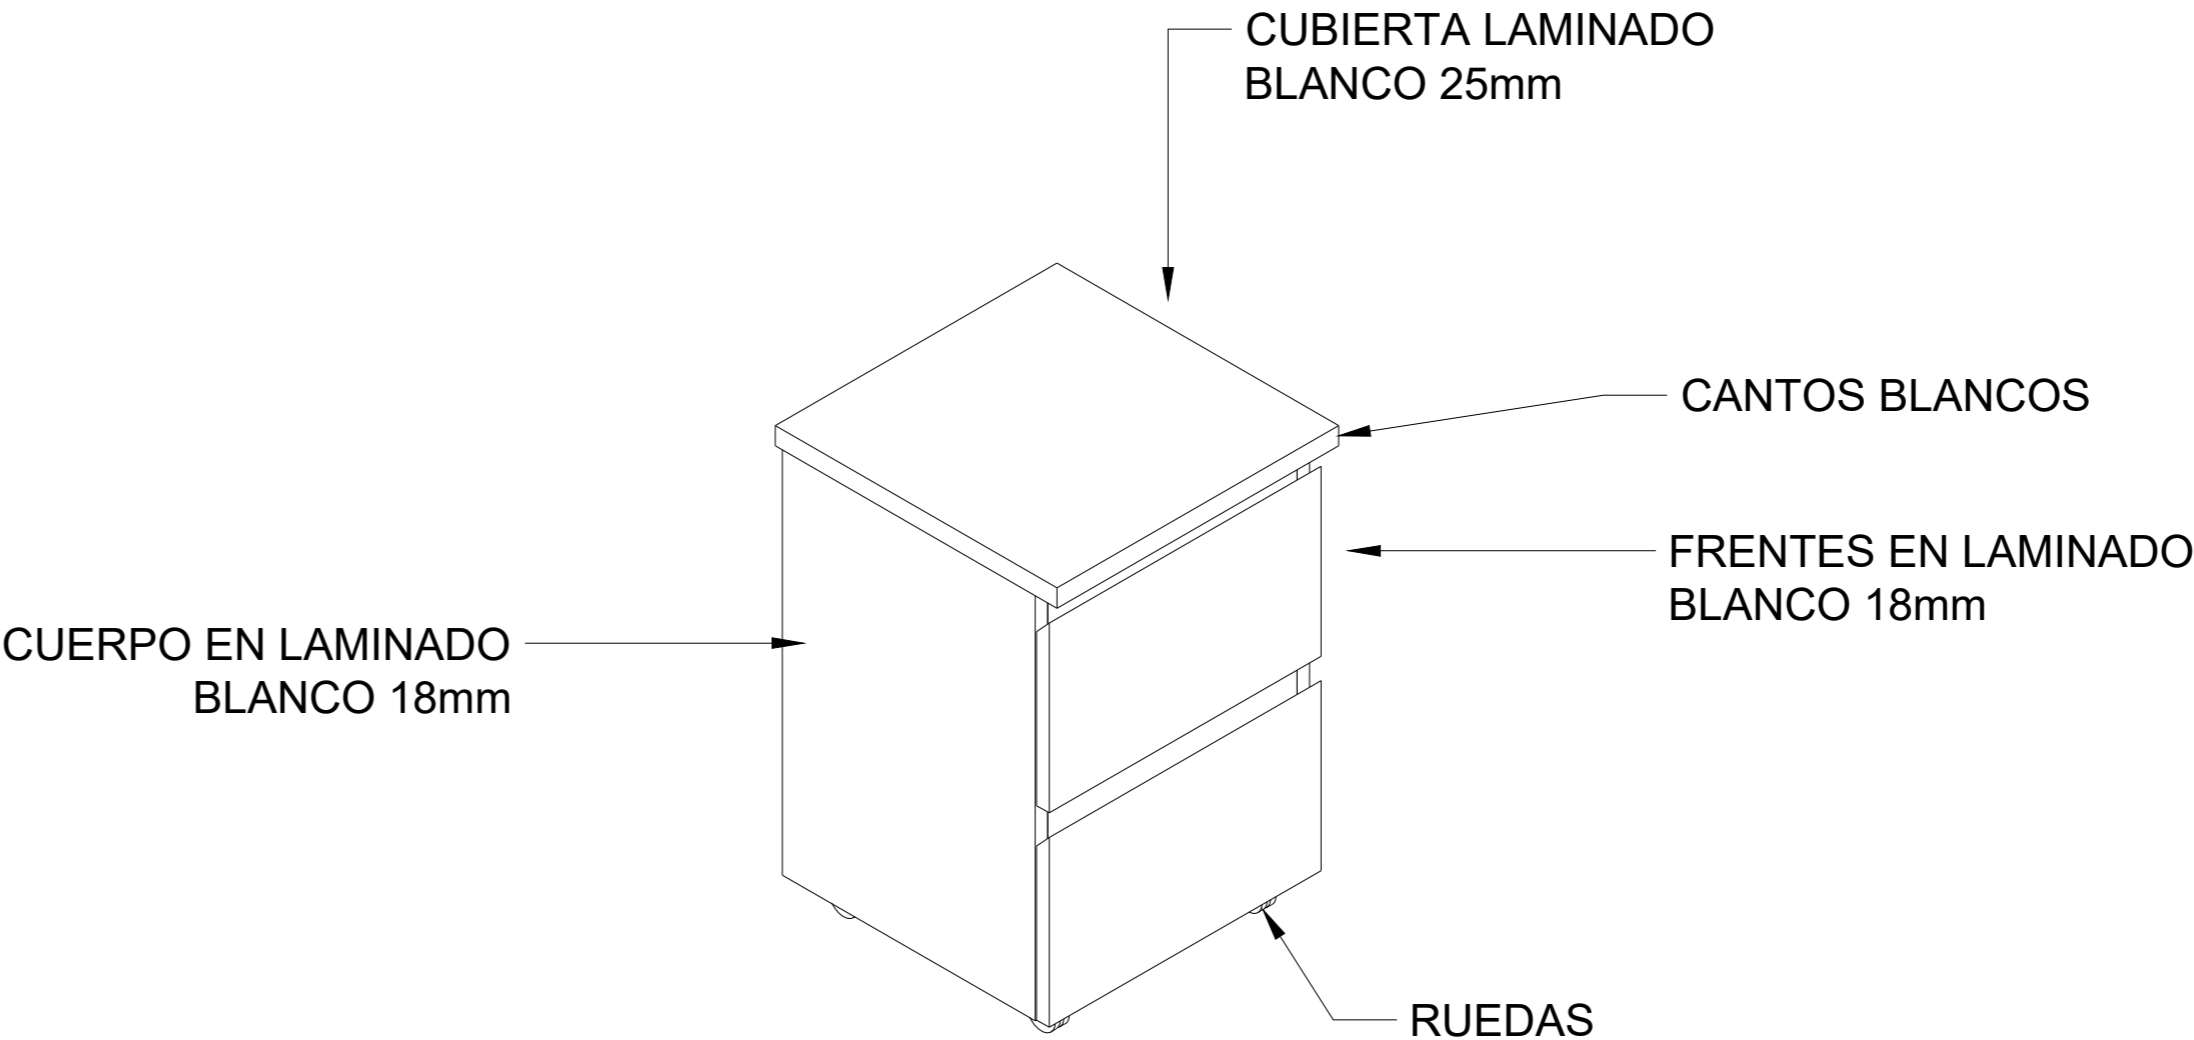 CUBIERTA LAMINADO
BLANCO 25mm
CANTOS BLANCOS
FRENTES EN LAMINADO
BLANCO 18mm
CUERPO EN LAMINADO
BLANCO 18mm
RUEDAS